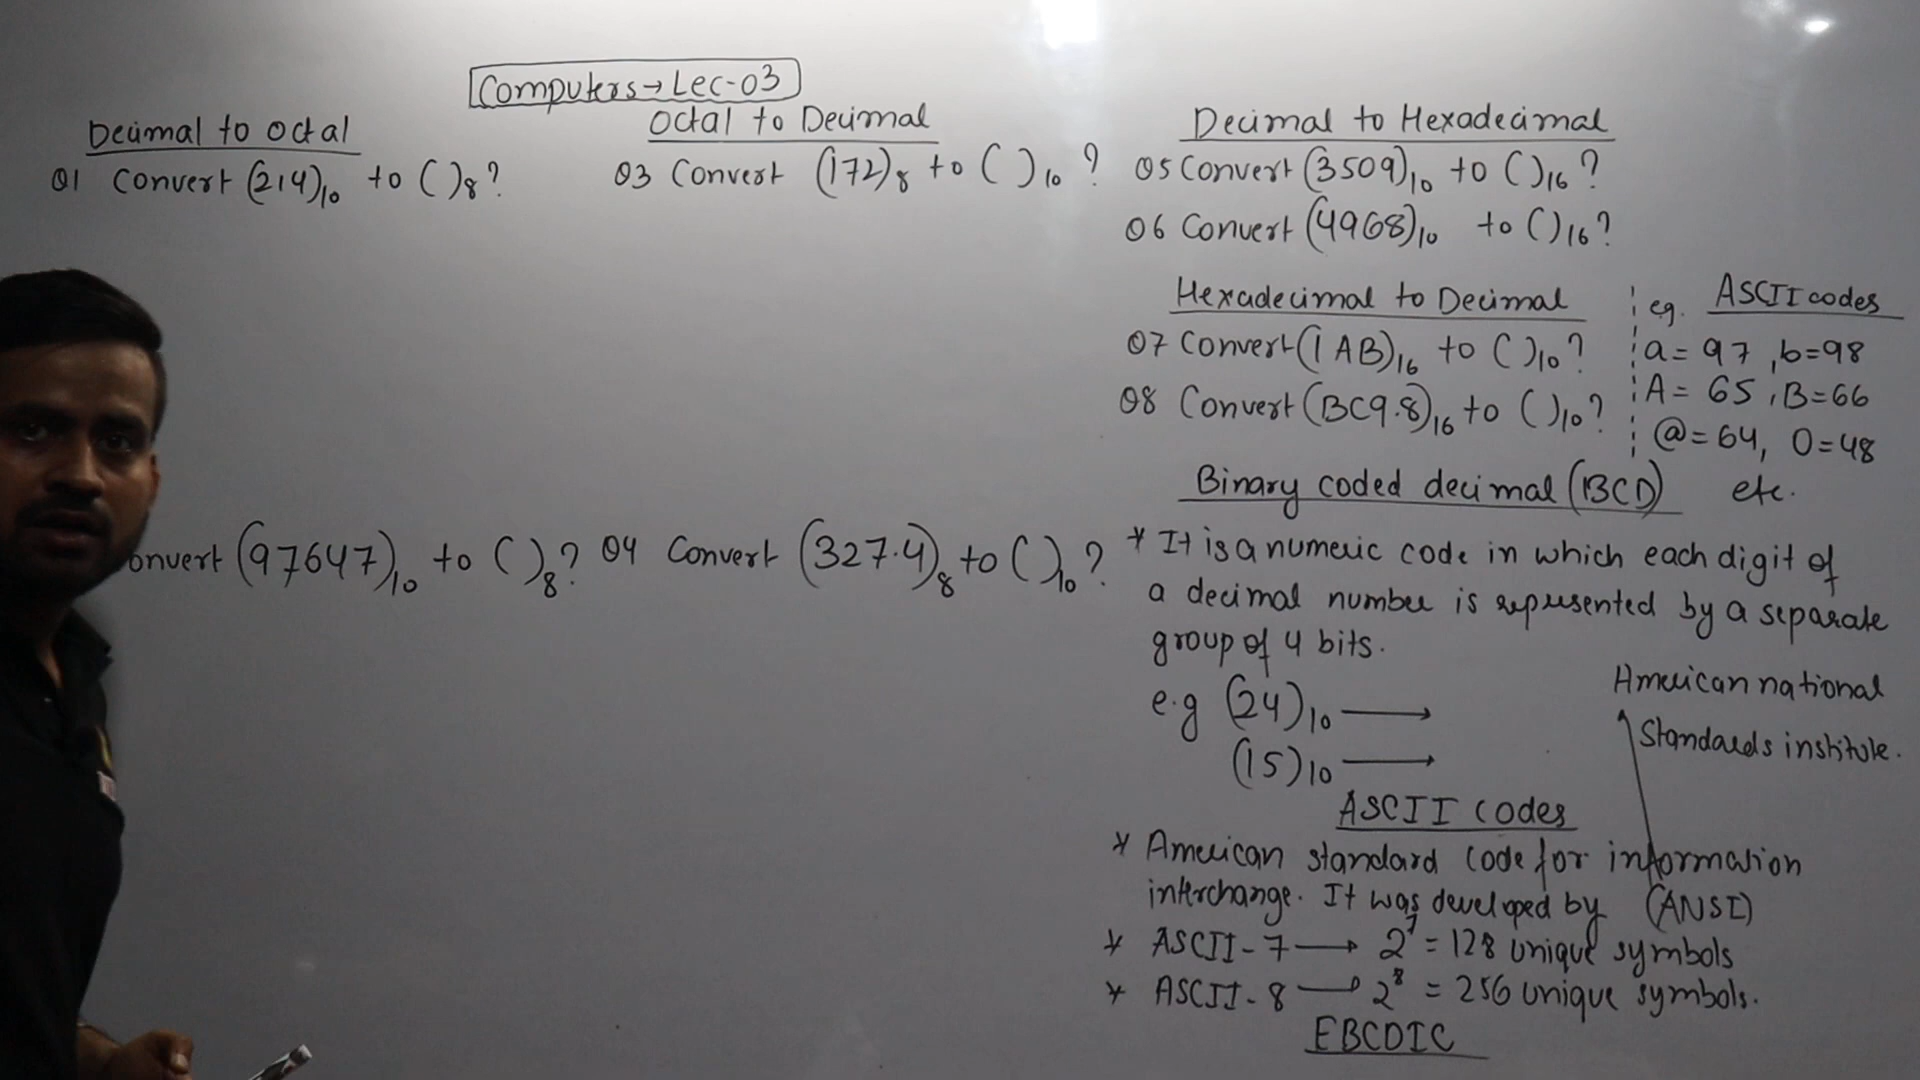 Computers → Lec-03
Decimal to Octal
Q1 Convert (214)₁₀ to ( )₈?
onvert (97647)₁₀ to ( )₈?
Octal to Decimal
Q3 Convert (172)₈ to ( )₁₀?
Q4 Convert (327.4)₈ to ( )₁₀?
Decimal to Hexadecimal
Q5 Convert (3509)₁₀ to ( )₁₆?
Q6 Convert (4968)₁₀ to ( )₁₆?
Hexadecimal to Decimal
Q7 Convert (1AB)₁₆ to ( )₁₀?
Q8 Convert (BC9.8)₁₆ to ( )₁₀?
eg. ASCII codes
a = 97, b=98
A = 65, B=66
@ = 64, 0=48
etc.
Binary coded decimal (BCD)
* It is a numeric code in which each digit of
a decimal number is represented by a separate
group of 4 bits.
e.g (24)₁₀ →
(15)₁₀ →
American national
Standards institute.
ASCII codes
* American standard code for information
interchange. It was developed by (ANSI)
* ASCII-7 → 2⁷ = 128 unique symbols
* ASCII-8 → 2⁸ = 256 unique symbols.
EBCDIC